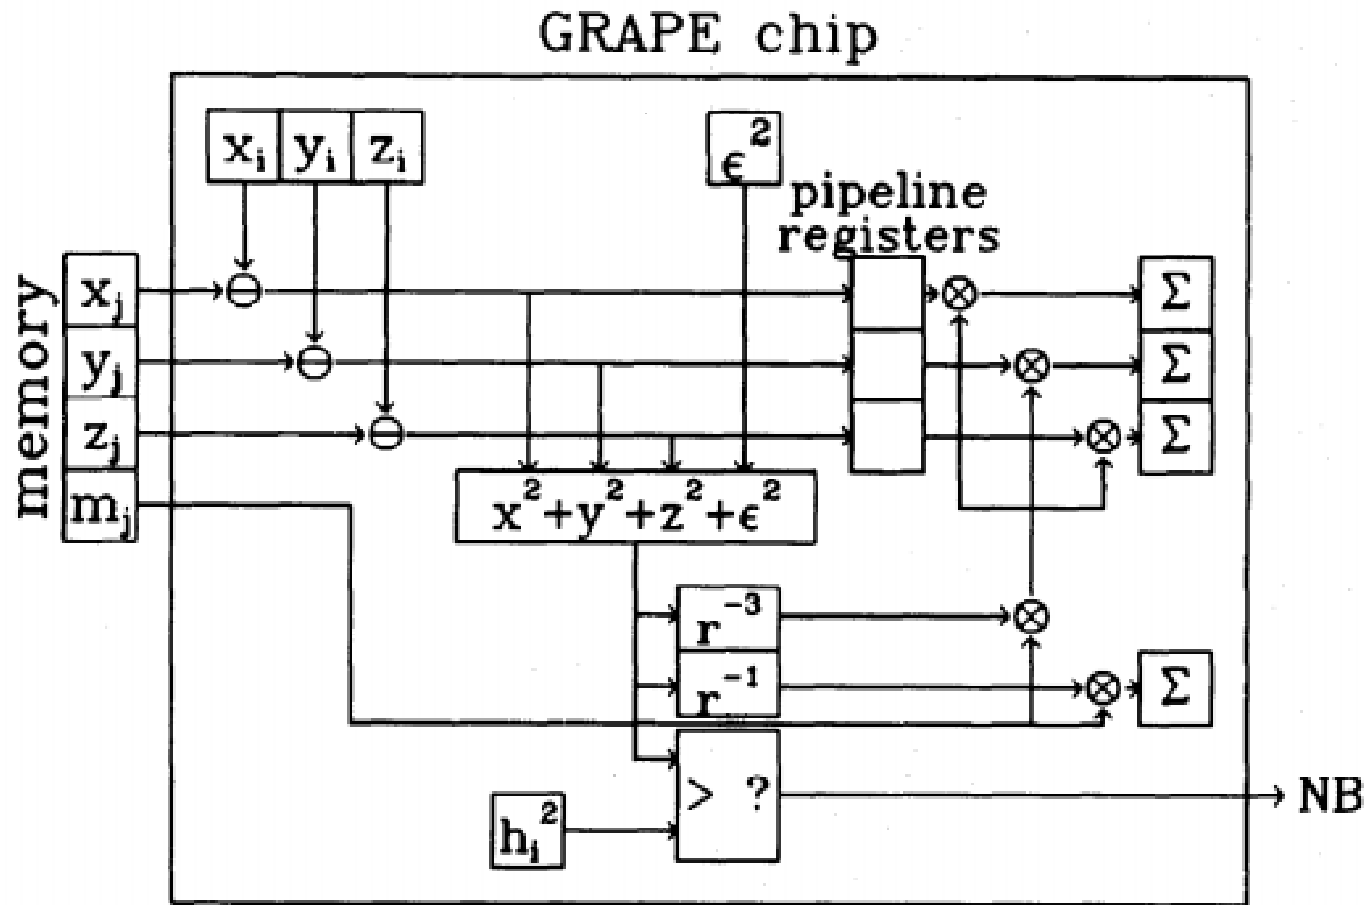 GRAPE chip
xᵢ yᵢ zᵢ
ϵ²
pipeline
registers
memory
xⱼ
yⱼ
zⱼ
mⱼ
Σ
Σ
Σ
x²+y²+z²+ϵ²
r⁻³
r⁻¹
Σ
> ?
NB
hᵢ²